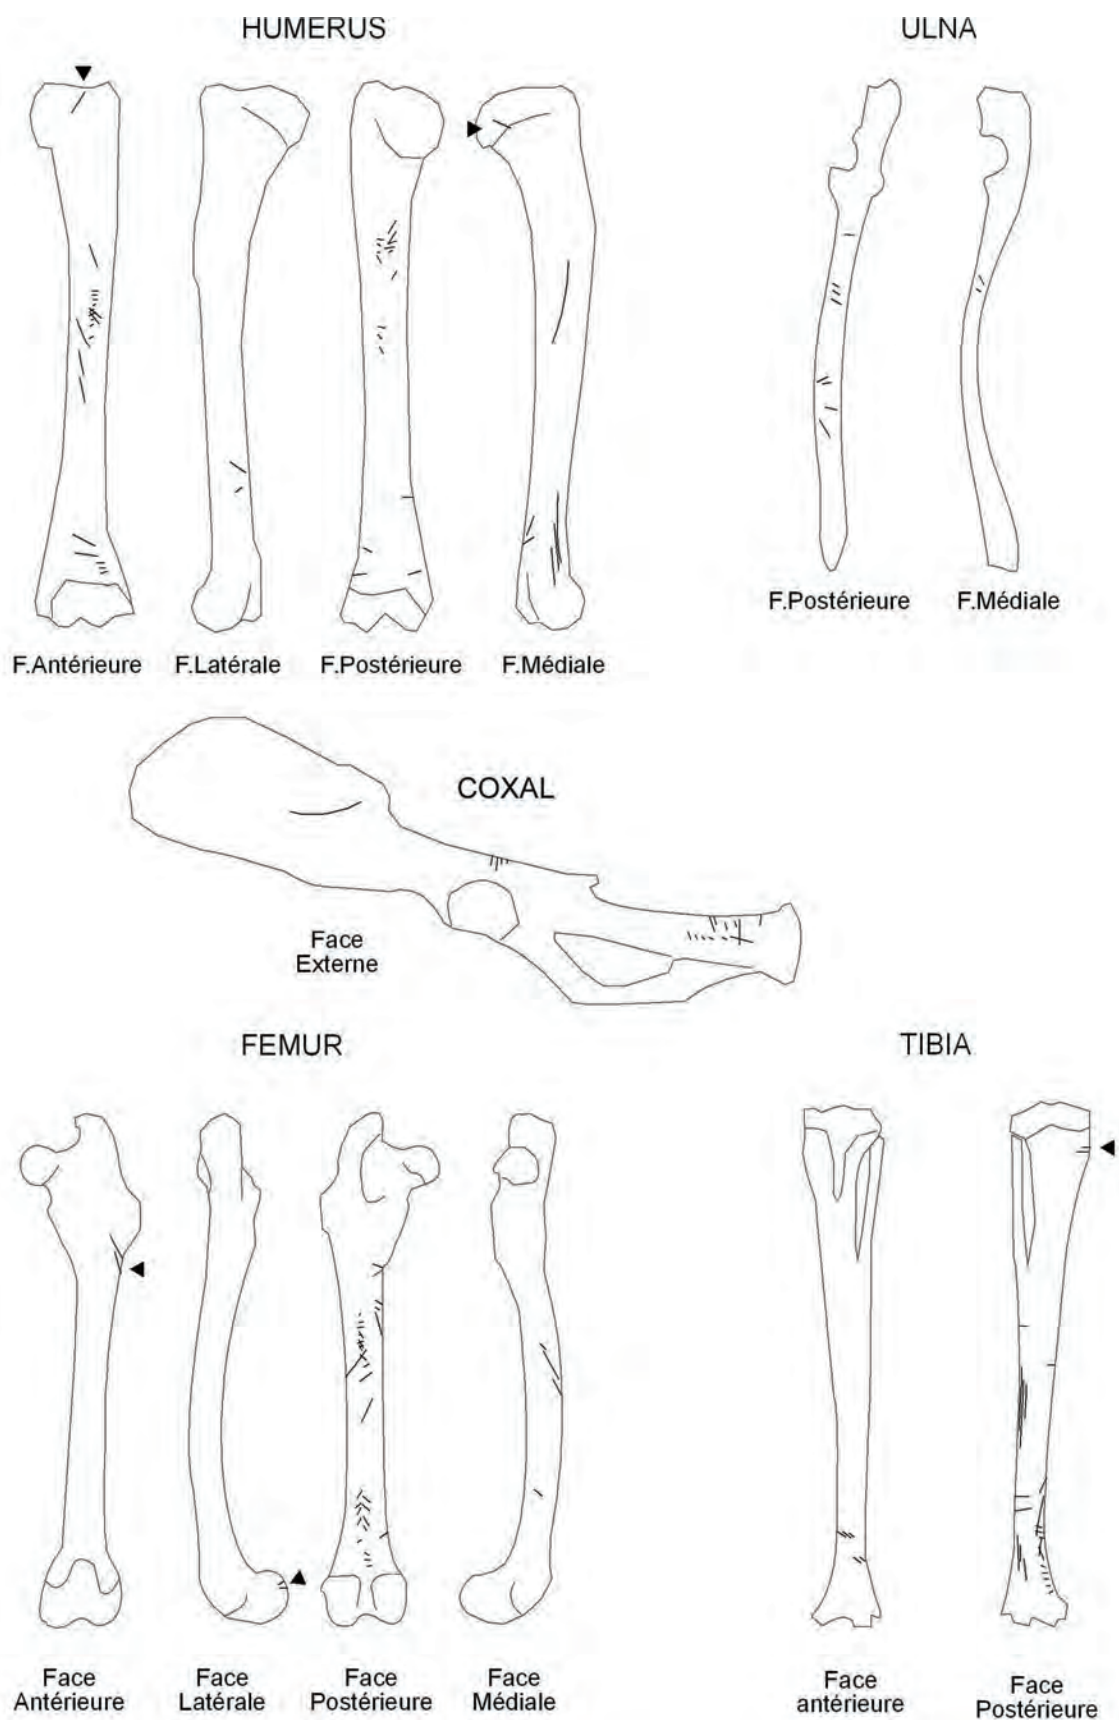 HUMERUS
ULNA
F.Postérieure
F.Médiale
F.Antérieure
F.Latérale
F.Postérieure
F.Médiale
COXAL
Face
Externe
FEMUR
TIBIA
Face
Antérieure
Face
Latérale
Face
Postérieure
Face
Médiale
Face
antérieure
Face
Postérieure